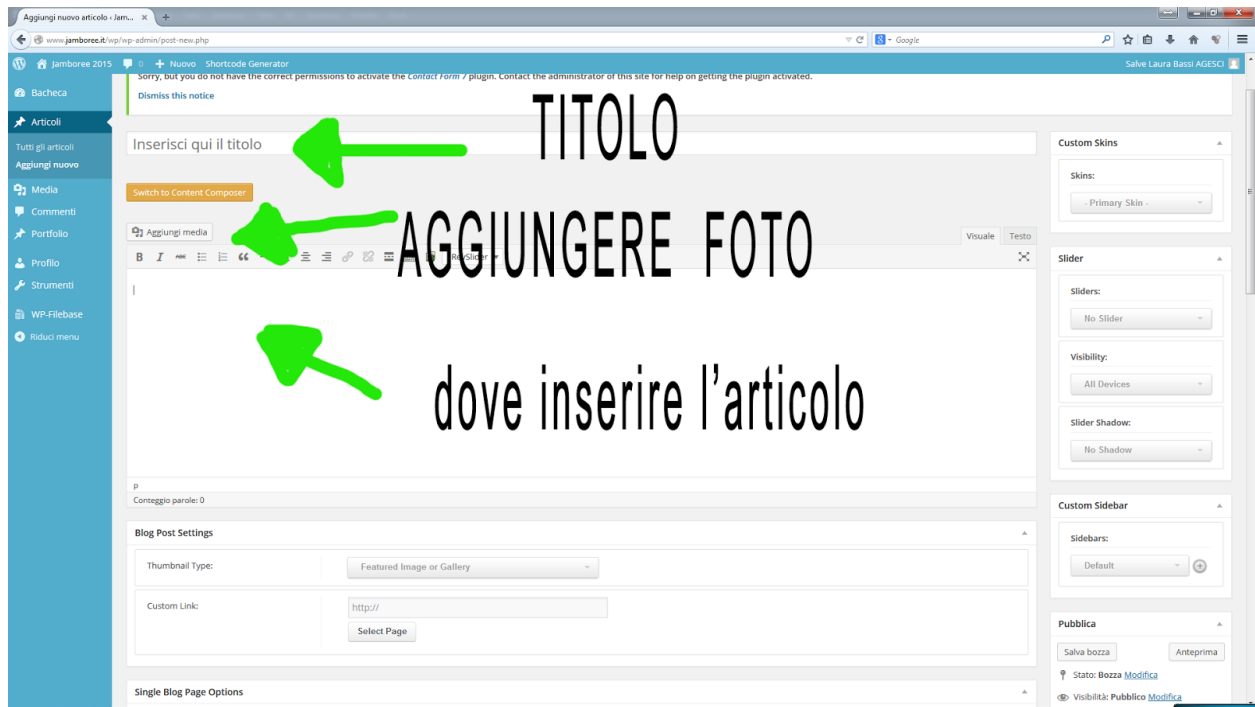 Aggiungi nuovo articolo ‹ Jam...
www.jamboree.it/wp/wp-admin/post-new.php
Google
Jamboree 2015 0 + Nuovo Shortcode Generator
Salve Laura Bassi AGESCI
Sorry, but you do not have the correct permissions to activate the Contact Form 7 plugin. Contact the administrator of this site for help on getting the plugin activated.
Dismiss this notice
Bacheca
Articoli
Tutti gli articoli
Aggiungi nuovo
Media
Commenti
Portfolio
Profilo
Strumenti
WP-Filebase
Riduci menu
Inserisci qui il titolo
TITOLO
Switch to Content Composer
Aggiungi media
AGGIUNGERE FOTO
Visuale Testo
B I ABC
RevSlider
dove inserire l'articolo
p
Conteggio parole: 0
Blog Post Settings
Thumbnail Type:
Featured Image or Gallery
Custom Link:
http://
Select Page
Single Blog Page Options
Custom Skins
Skins:
- Primary Skin -
Slider
Sliders:
No Slider
Visibility:
All Devices
Slider Shadow:
No Shadow
Custom Sidebar
Sidebars:
Default
Pubblica
Salva bozza Anteprima
Stato: Bozza Modifica
Visibilità: Pubblico Modifica